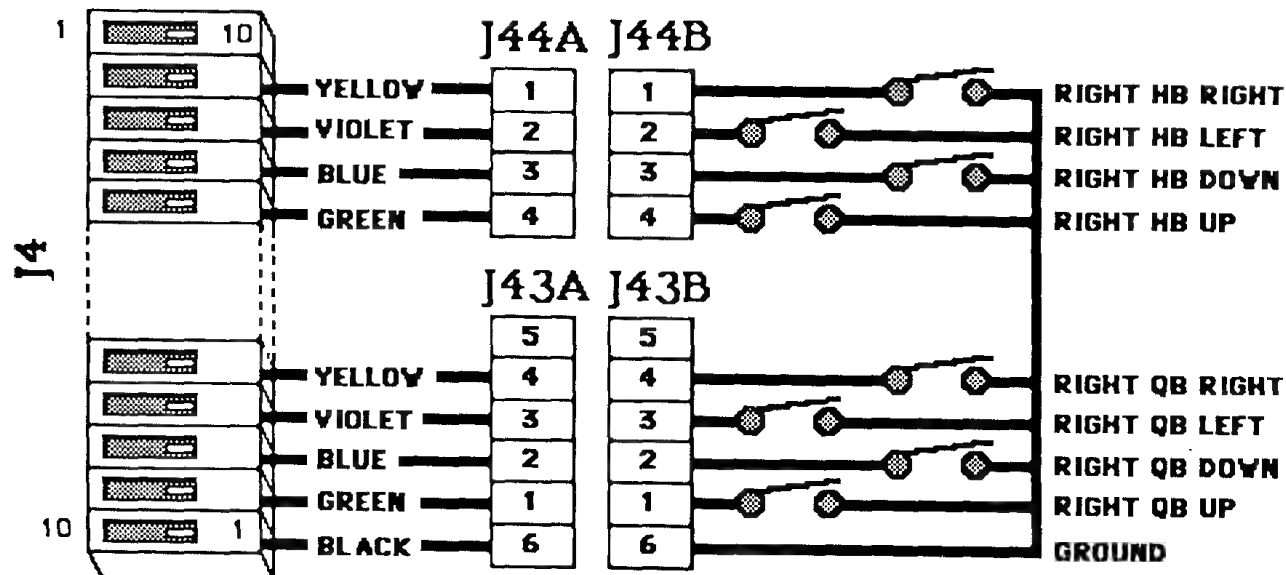 1 10 J44A J44B
YELLOW 1 1 RIGHT HB RIGHT
VIOLET 2 2 RIGHT HB LEFT
BLUE 3 3 RIGHT HB DOWN
GREEN 4 4 RIGHT HB UP
J4
J43A J43B
5 5
YELLOW 4 4 RIGHT QB RIGHT
VIOLET 3 3 RIGHT QB LEFT
BLUE 2 2 RIGHT QB DOWN
GREEN 1 1 RIGHT QB UP
10 1 BLACK 6 6 GROUND